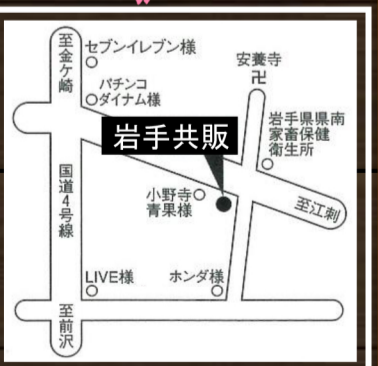 至金ヶ崎
セブンイレブン様
パチンコ
ダイナム様
安養寺
卍
岩手県県南
家畜保健
衛生所
岩手共販
小野寺
青果様
至江刺
国道4号線
LIVE様
ホンダ様
至前沢